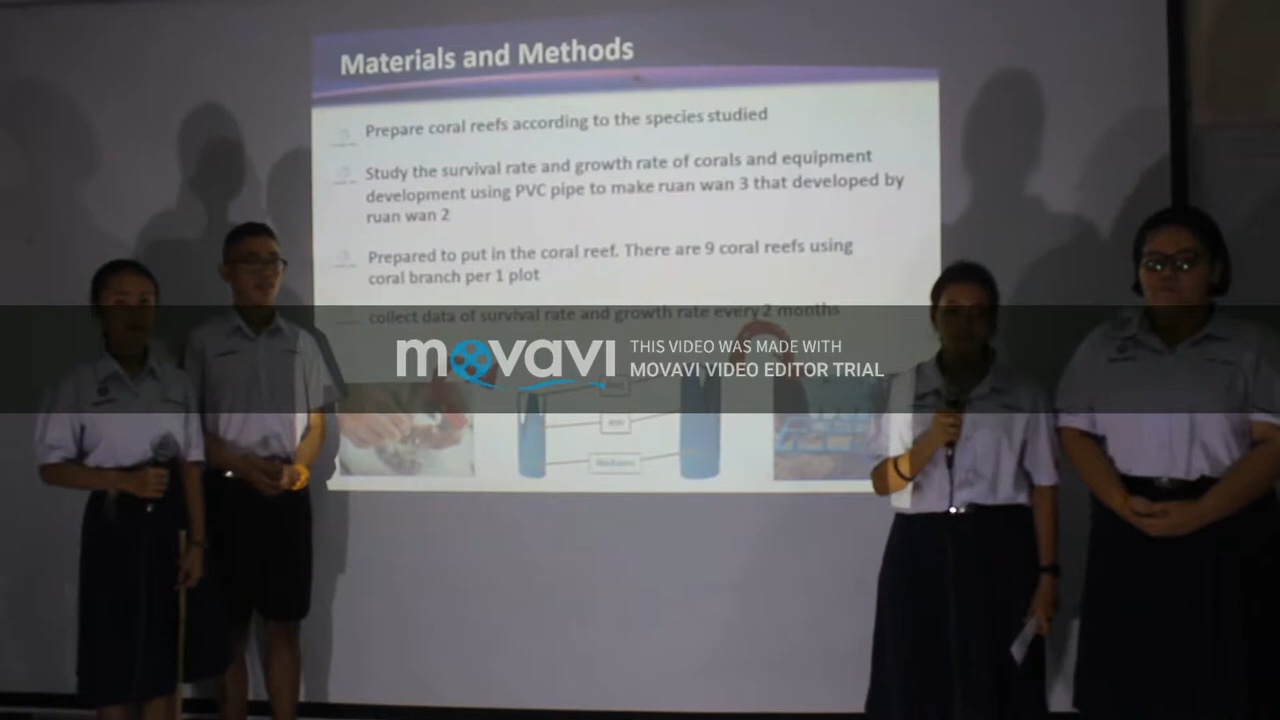 Materials and Methods
Prepare coral reefs according to the species studied
Study the survival rate and growth rate of corals and equipment
development using PVC pipe to make ruan wan 3 that developed by
ruan wan 2
Prepared to put in the coral reef. There are 9 coral reefs using
coral branch per 1 plot
collect data of survival rate and growth rate every 2 months
movavi
THIS VIDEO WAS MADE WITH
MOVAVI VIDEO EDITOR TRIAL